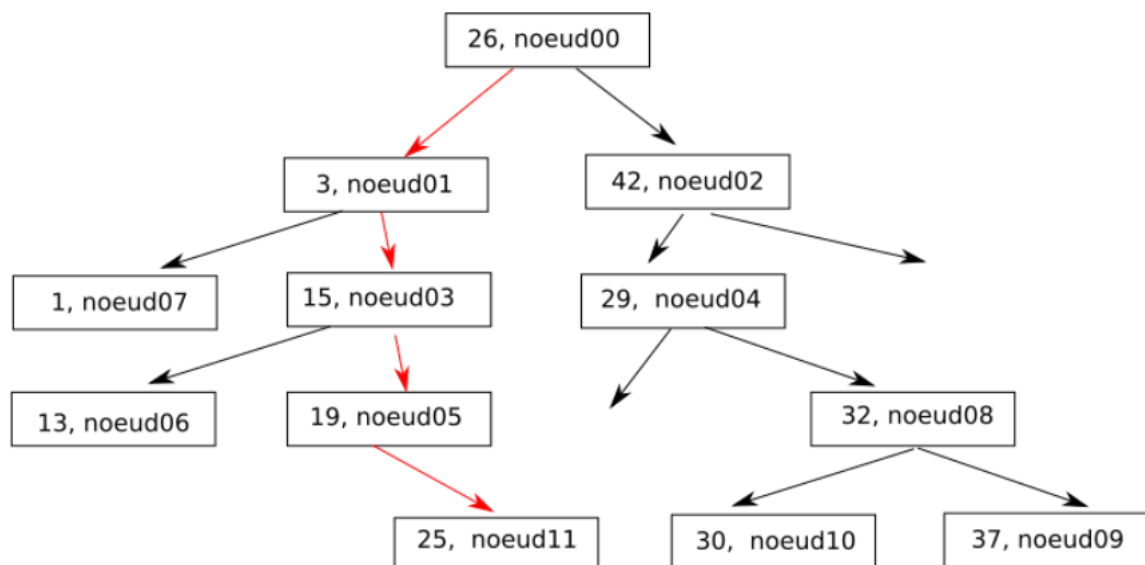 26, noeud00
3, noeud01
42, noeud02
1, noeud07
15, noeud03
29, noeud04
13, noeud06
19, noeud05
32, noeud08
25, noeud11
30, noeud10
37, noeud09